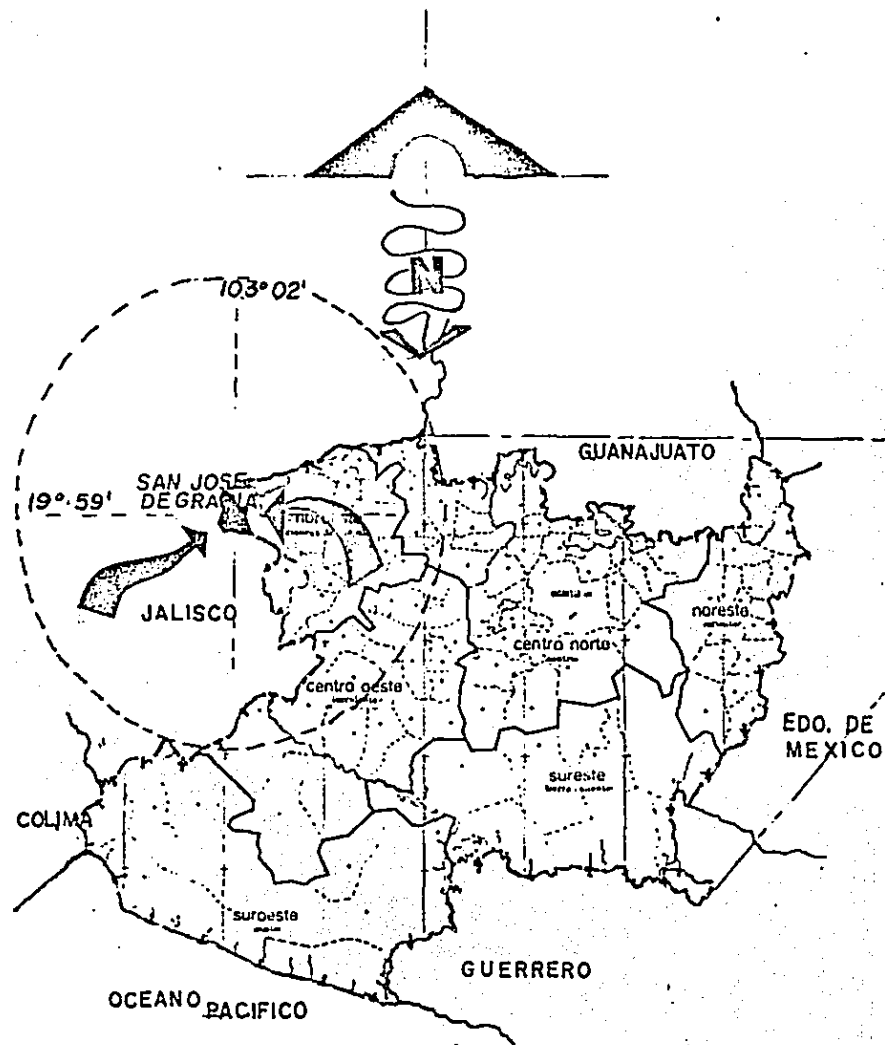 N
103° 02'
GUANAJUATO
SAN JOSE
DE GRACIA
19°.59'
JALISCO
noreste
centro norte
centro oeste
EDO. DE
MEXICO
sureste
COLIMA
suroeste
GUERRERO
OCEANO PACIFICO